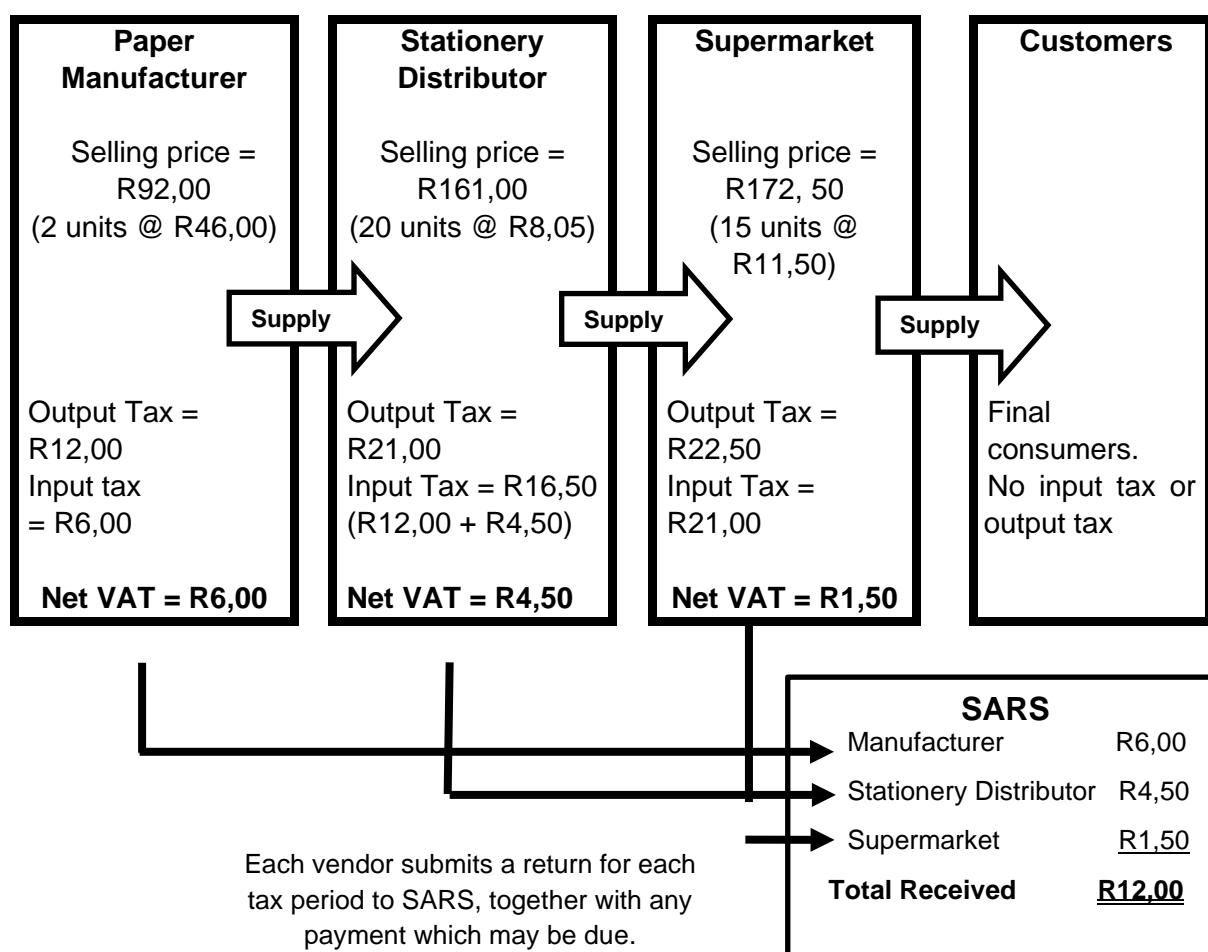 Paper
Manufacturer
Selling price =
R92,00
(2 units @ R46,00)
Supply
Output Tax =
R12,00
Input tax
= R6,00
Net VAT = R6,00
Stationery
Distributor
Selling price =
R161,00
(20 units @ R8,05)
Supply
Output Tax =
R21,00
Input Tax = R16,50
(R12,00 + R4,50)
Net VAT = R4,50
Supermarket
Selling price =
R172, 50
(15 units @
R11,50)
Supply
Output Tax =
R22,50
Input Tax =
R21,00
Net VAT = R1,50
Customers
Final
consumers.
No input tax or
output tax
SARS
Manufacturer R6,00
Stationery Distributor R4,50
Supermarket R1,50
Total Received R12,00
Each vendor submits a return for each
tax period to SARS, together with any
payment which may be due.